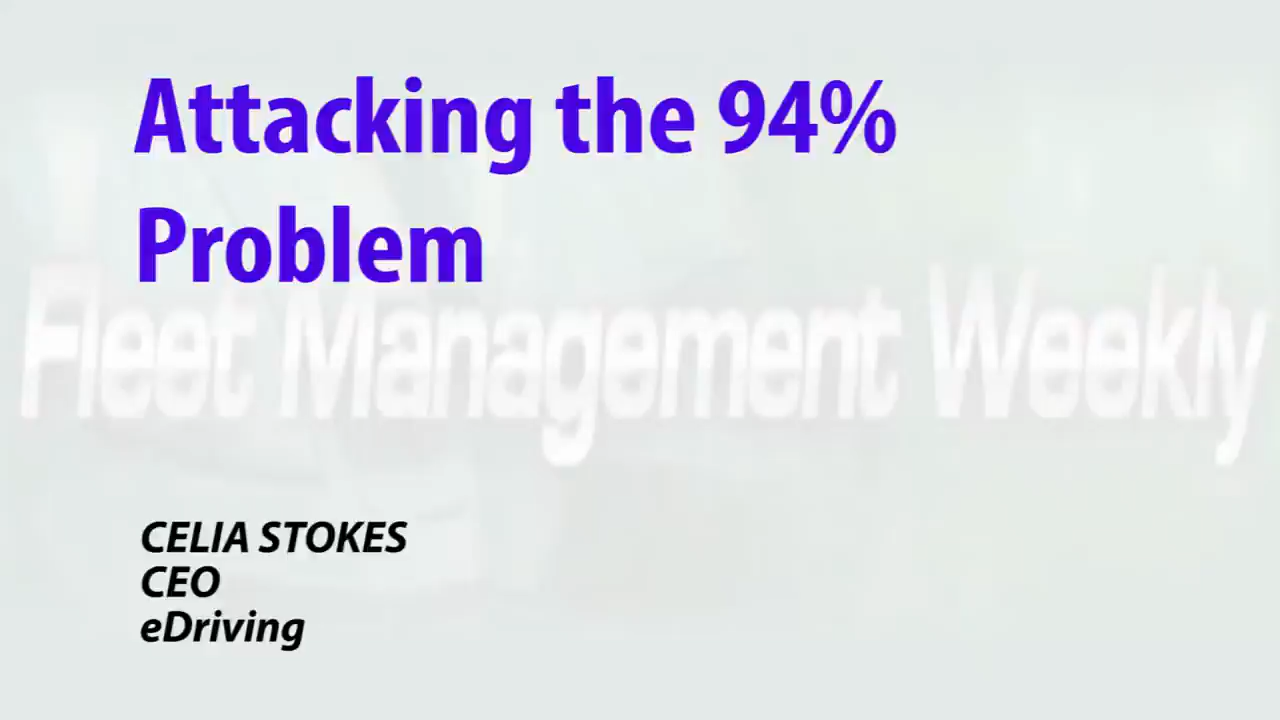 Attacking the 94%
Problem
Fleet Management Weekly
CELIA STOKES
CEO
eDriving